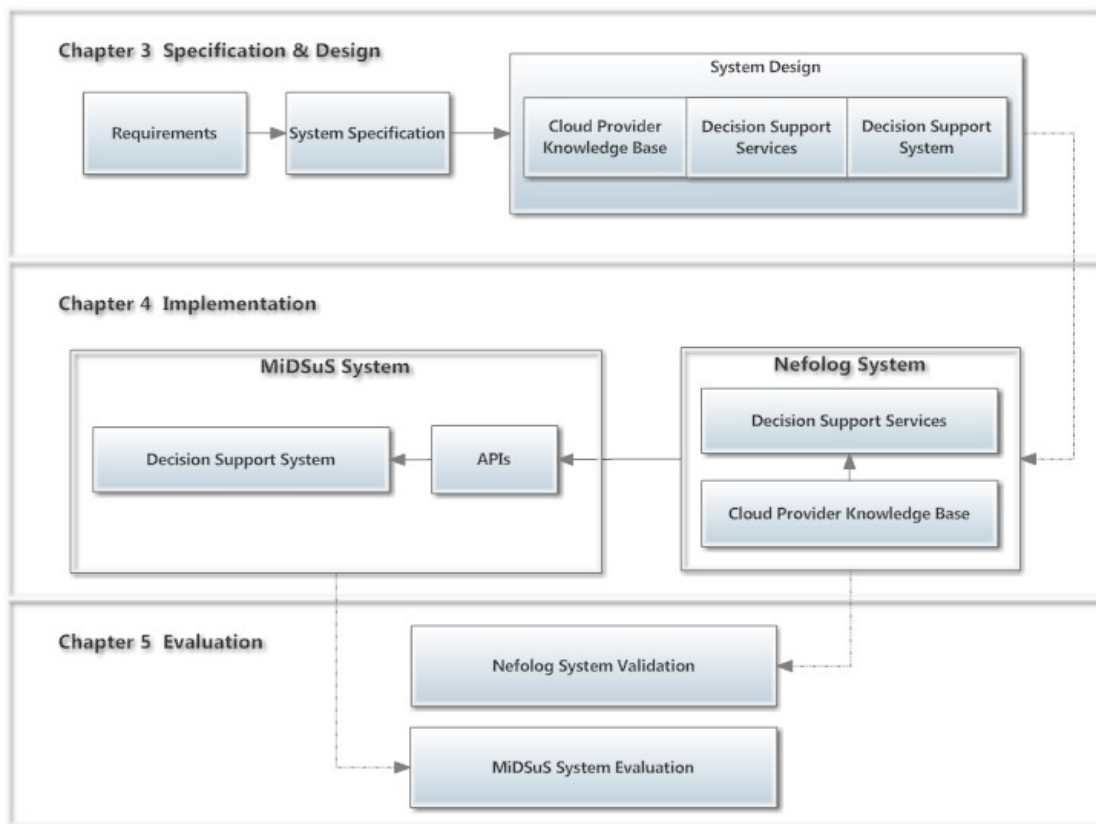 Chapter 3 Specification & Design
System Design
Requirements
System Specification
Cloud Provider
Knowledge Base
Decision Support
Services
Decision Support
System
Chapter 4 Implementation
MiDSuS System
Decision Support System
APIs
Nefolog System
Decision Support Services
Cloud Provider Knowledge Base
Chapter 5 Evaluation
Nefolog System Validation
MiDSuS System Evaluation